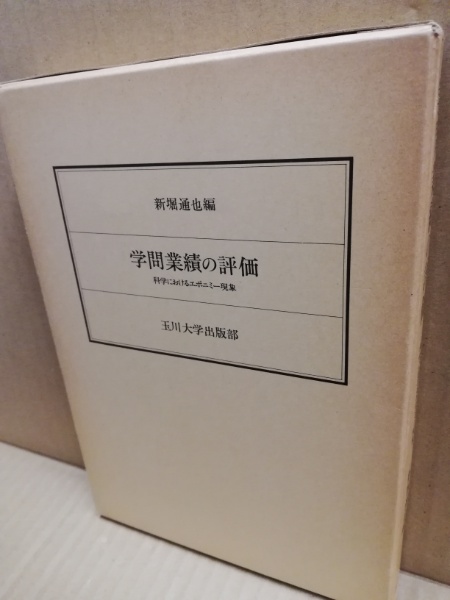 新堀通也編
学問業績の評価
科学におけるエポニミー現象
玉川大学出版部